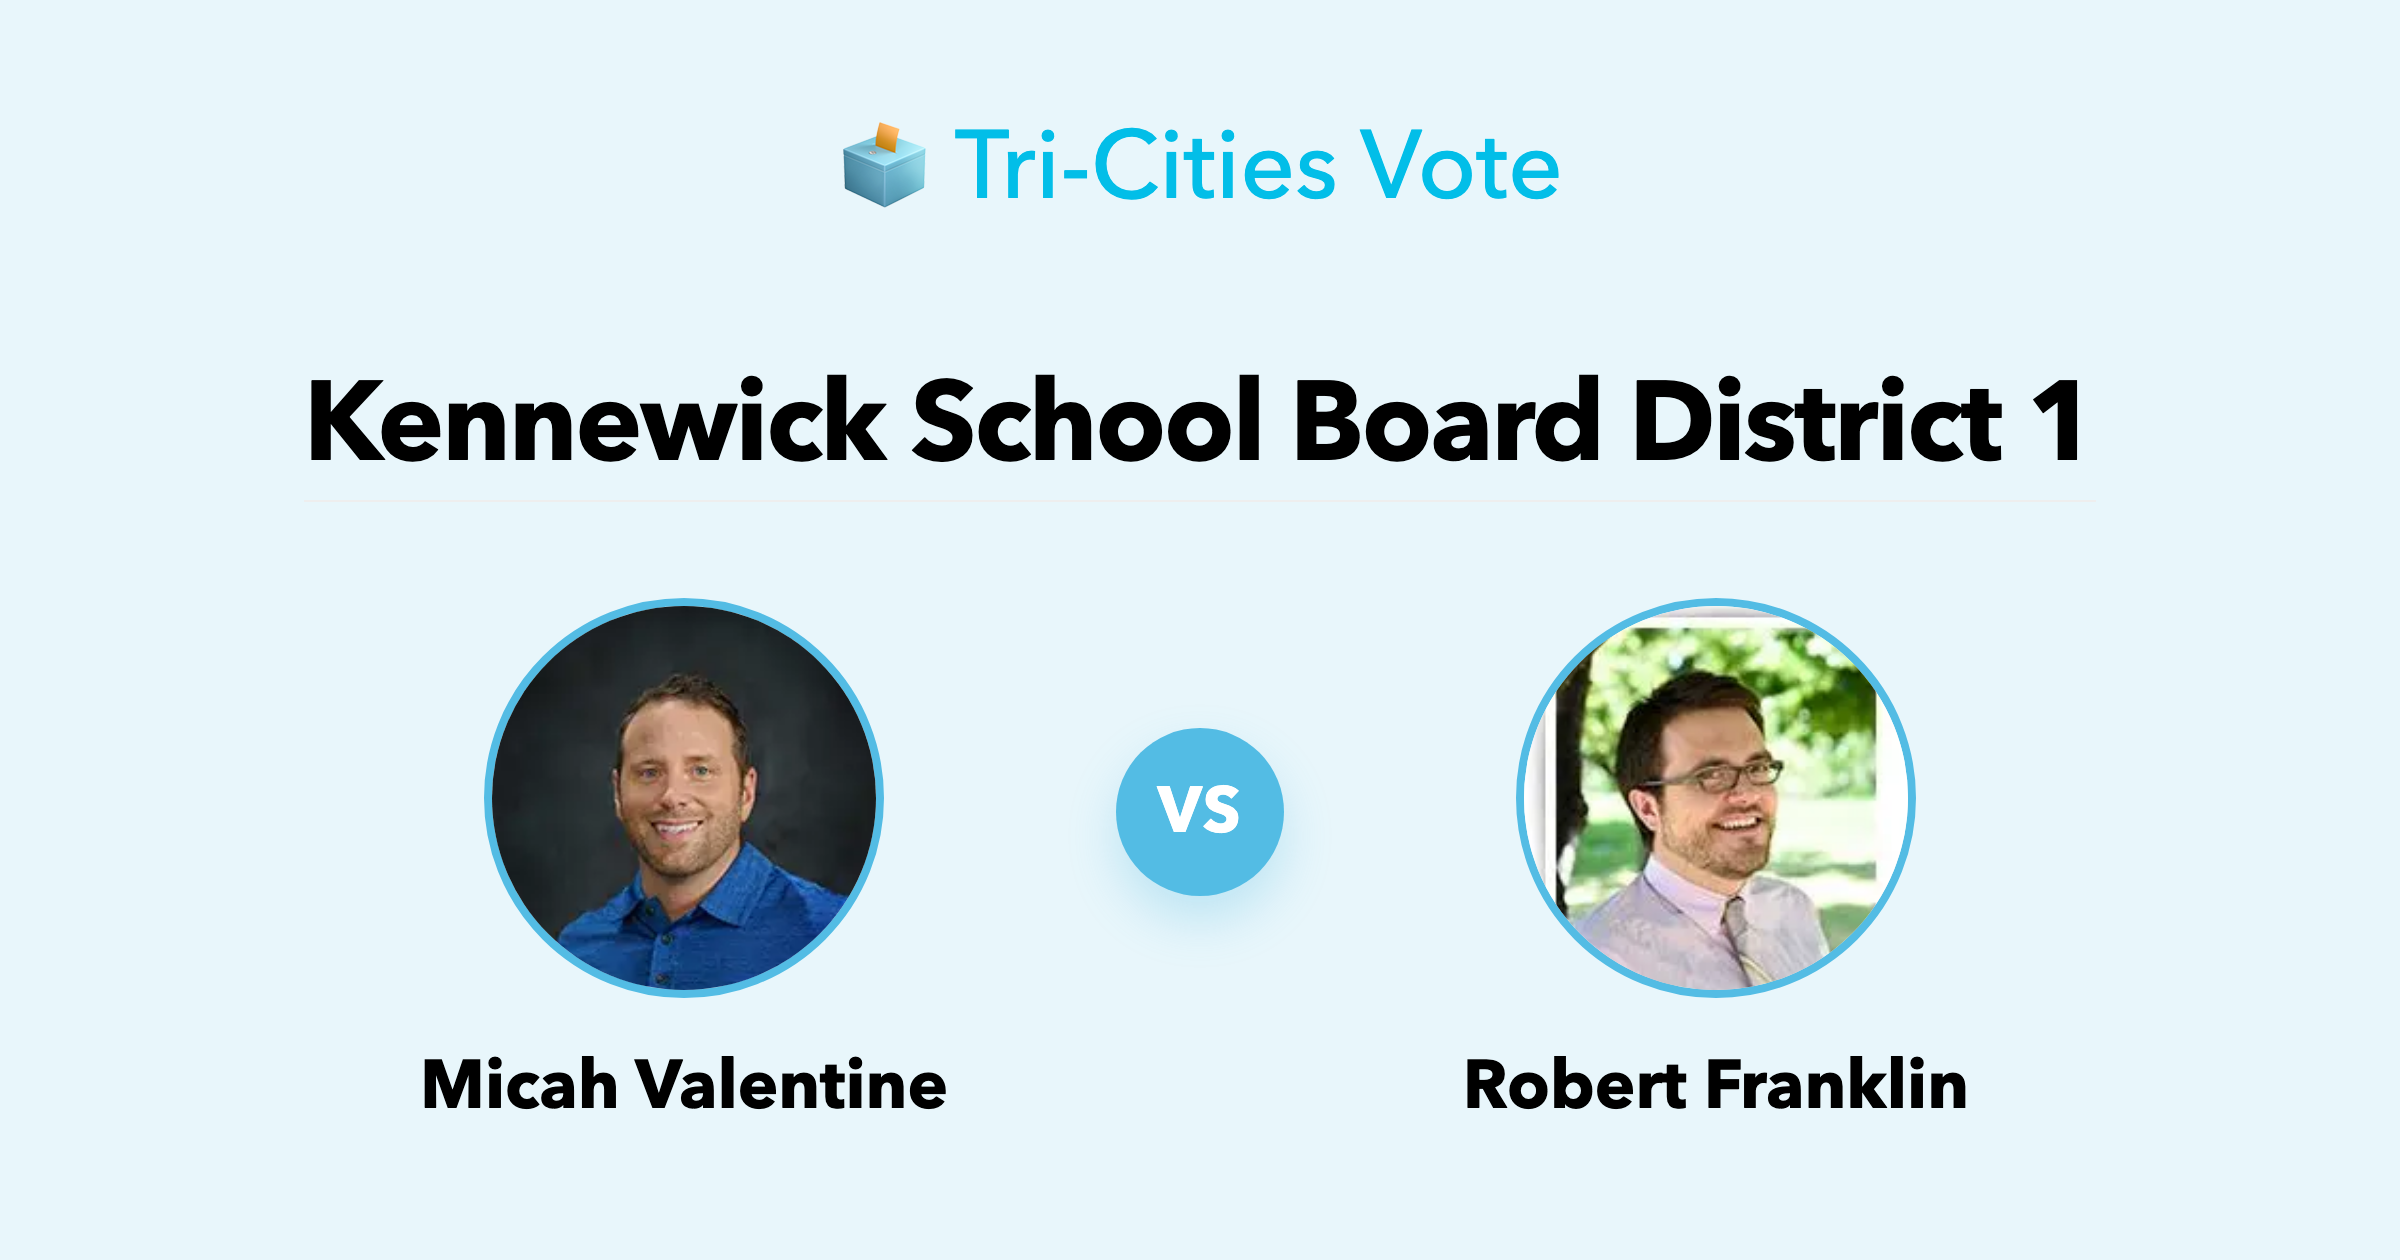 Tri-Cities Vote
Kennewick School Board District 1
VS
Micah Valentine
Robert Franklin